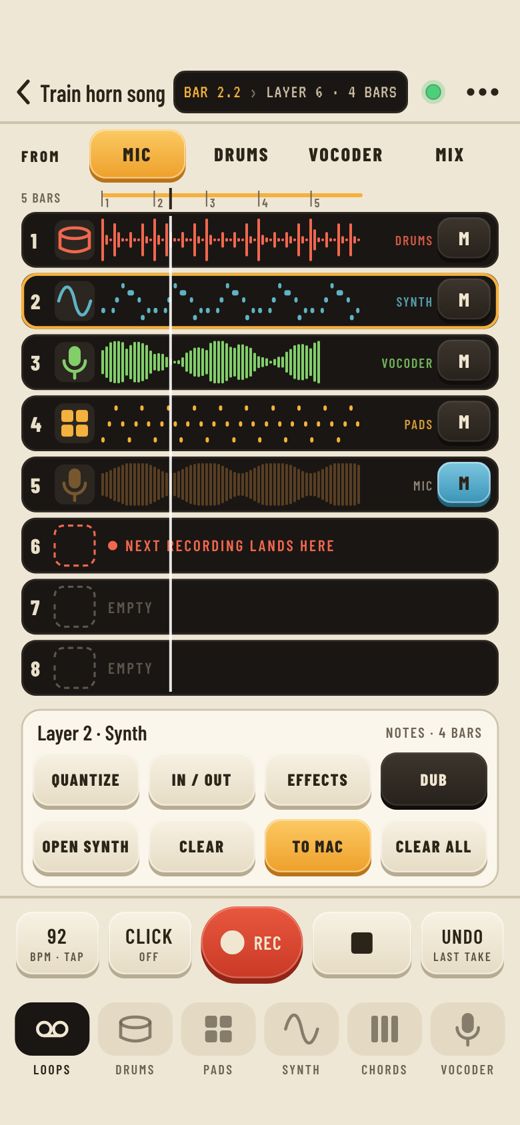 Train horn song
BAR 2.2 › LAYER 6 · 4 BARS
FROM MIC DRUMS VOCODER MIX
5 BARS 1 2 3 4 5
1 DRUMS M
2 SYNTH M
3 VOCODER M
4 PADS M
5 MIC M
6 NEXT RECORDING LANDS HERE
7 EMPTY
8 EMPTY
Layer 2 · Synth NOTES · 4 BARS
QUANTIZE IN / OUT EFFECTS DUB
OPEN SYNTH CLEAR TO MAC CLEAR ALL
92 CLICK REC UNDO
BPM · TAP OFF LAST TAKE
LOOPS DRUMS PADS SYNTH CHORDS VOCODER